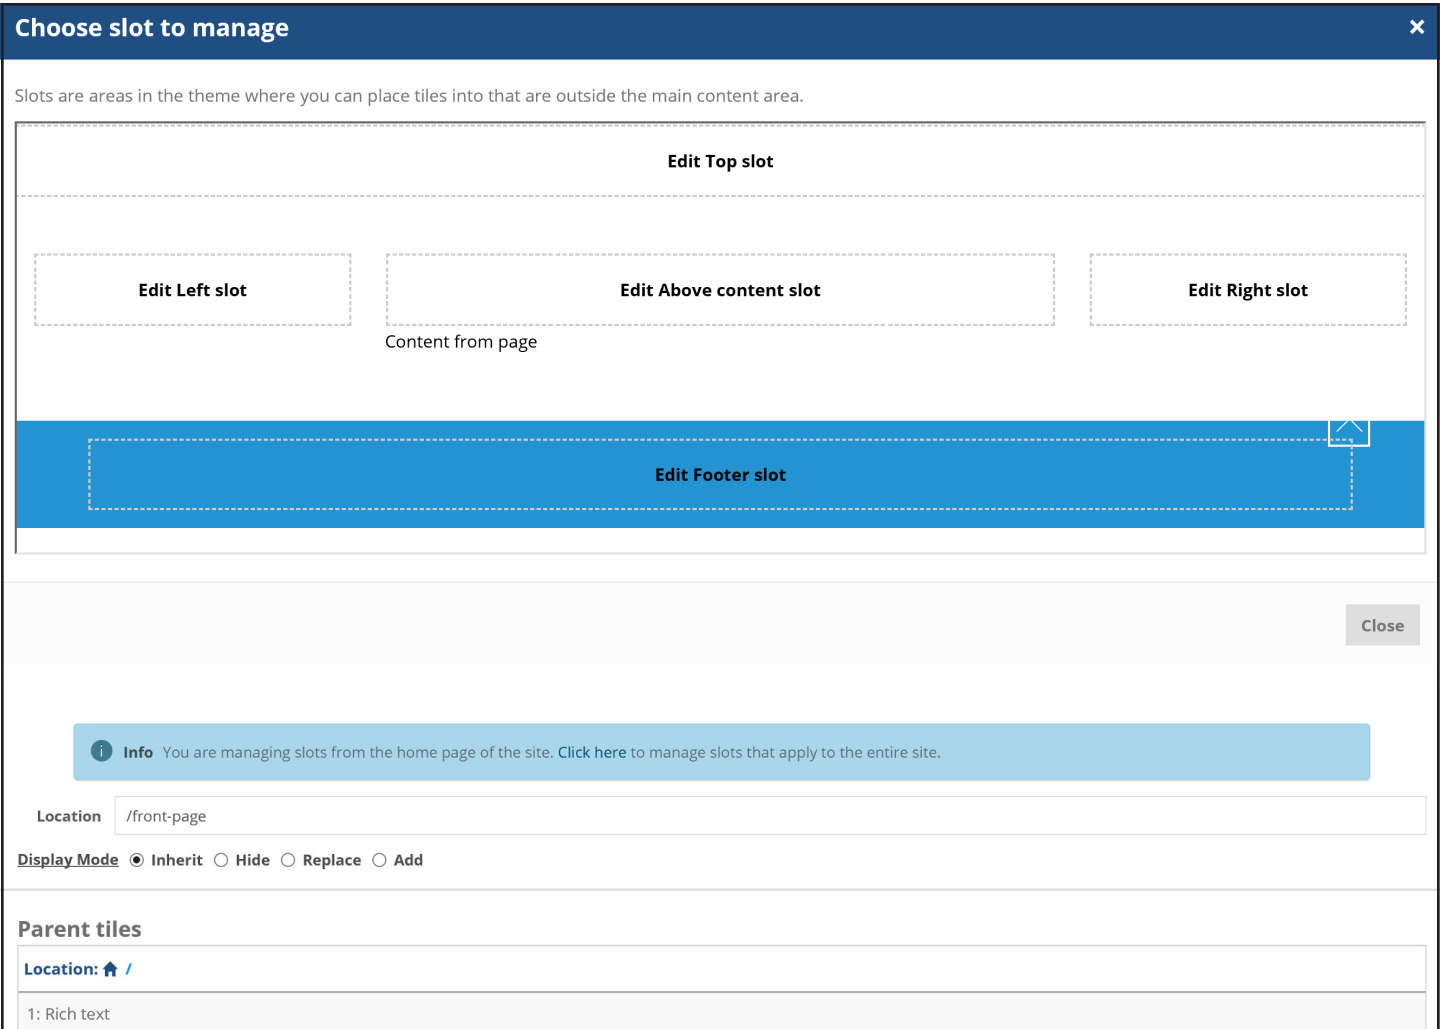 Choose slot to manage
Slots are areas in the theme where you can place tiles into that are outside the main content area.
Edit Top slot
Edit Left slot
Edit Above content slot
Edit Right slot
Content from page
Edit Footer slot
Close
Info You are managing slots from the home page of the site. Click here to manage slots that apply to the entire site.
Location /front-page
Display Mode Inherit Hide Replace Add
Parent tiles
Location: /
1: Rich text